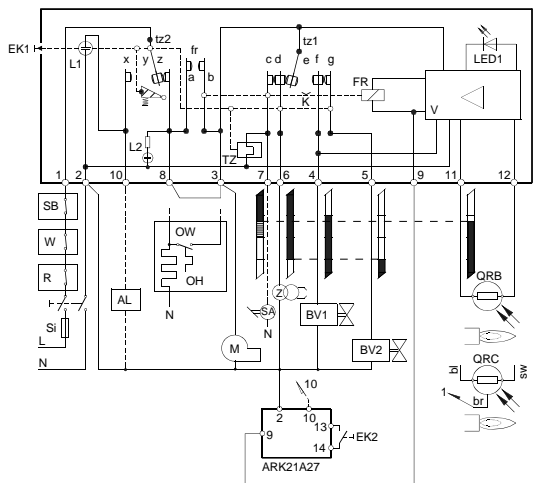 tz2 tz1
EK1 L1 x y z fr a b c d e f g LED1
FR
K
V
L2 TZ
1 2 10 8 3 7 6 4 5 9 11 12
SB
W OW
R OH
AL N
Z
SA
N
QRB
BV1
Si
L
M
BV2
N
QRC
bl sw
br
1
10
2 10
9 13
14
EK2
ARK21A27